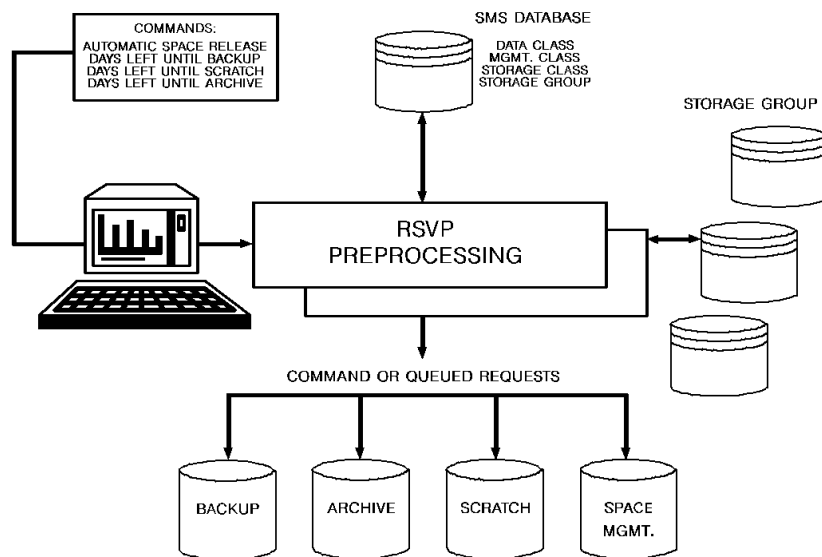 COMMANDS:
AUTOMATIC SPACE RELEASE
DAYS LEFT UNTIL BACKUP
DAYS LEFT UNTIL SCRATCH
DAYS LEFT UNTIL ARCHIVE
SMS DATABASE
DATA CLASS
MGMT. CLASS
STORAGE CLASS
STORAGE GROUP
STORAGE GROUP
RSVP
PREPROCESSING
COMMAND OR QUEUED REQUESTS
BACKUP
ARCHIVE
SCRATCH
SPACE
MGMT.